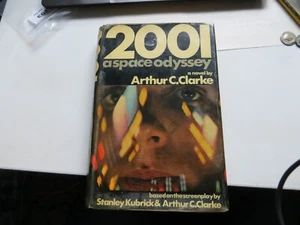 2001
a space odyssey
a novel by
Arthur C. Clarke
based on the screenplay by
Stanley Kubrick & Arthur C. Clarke